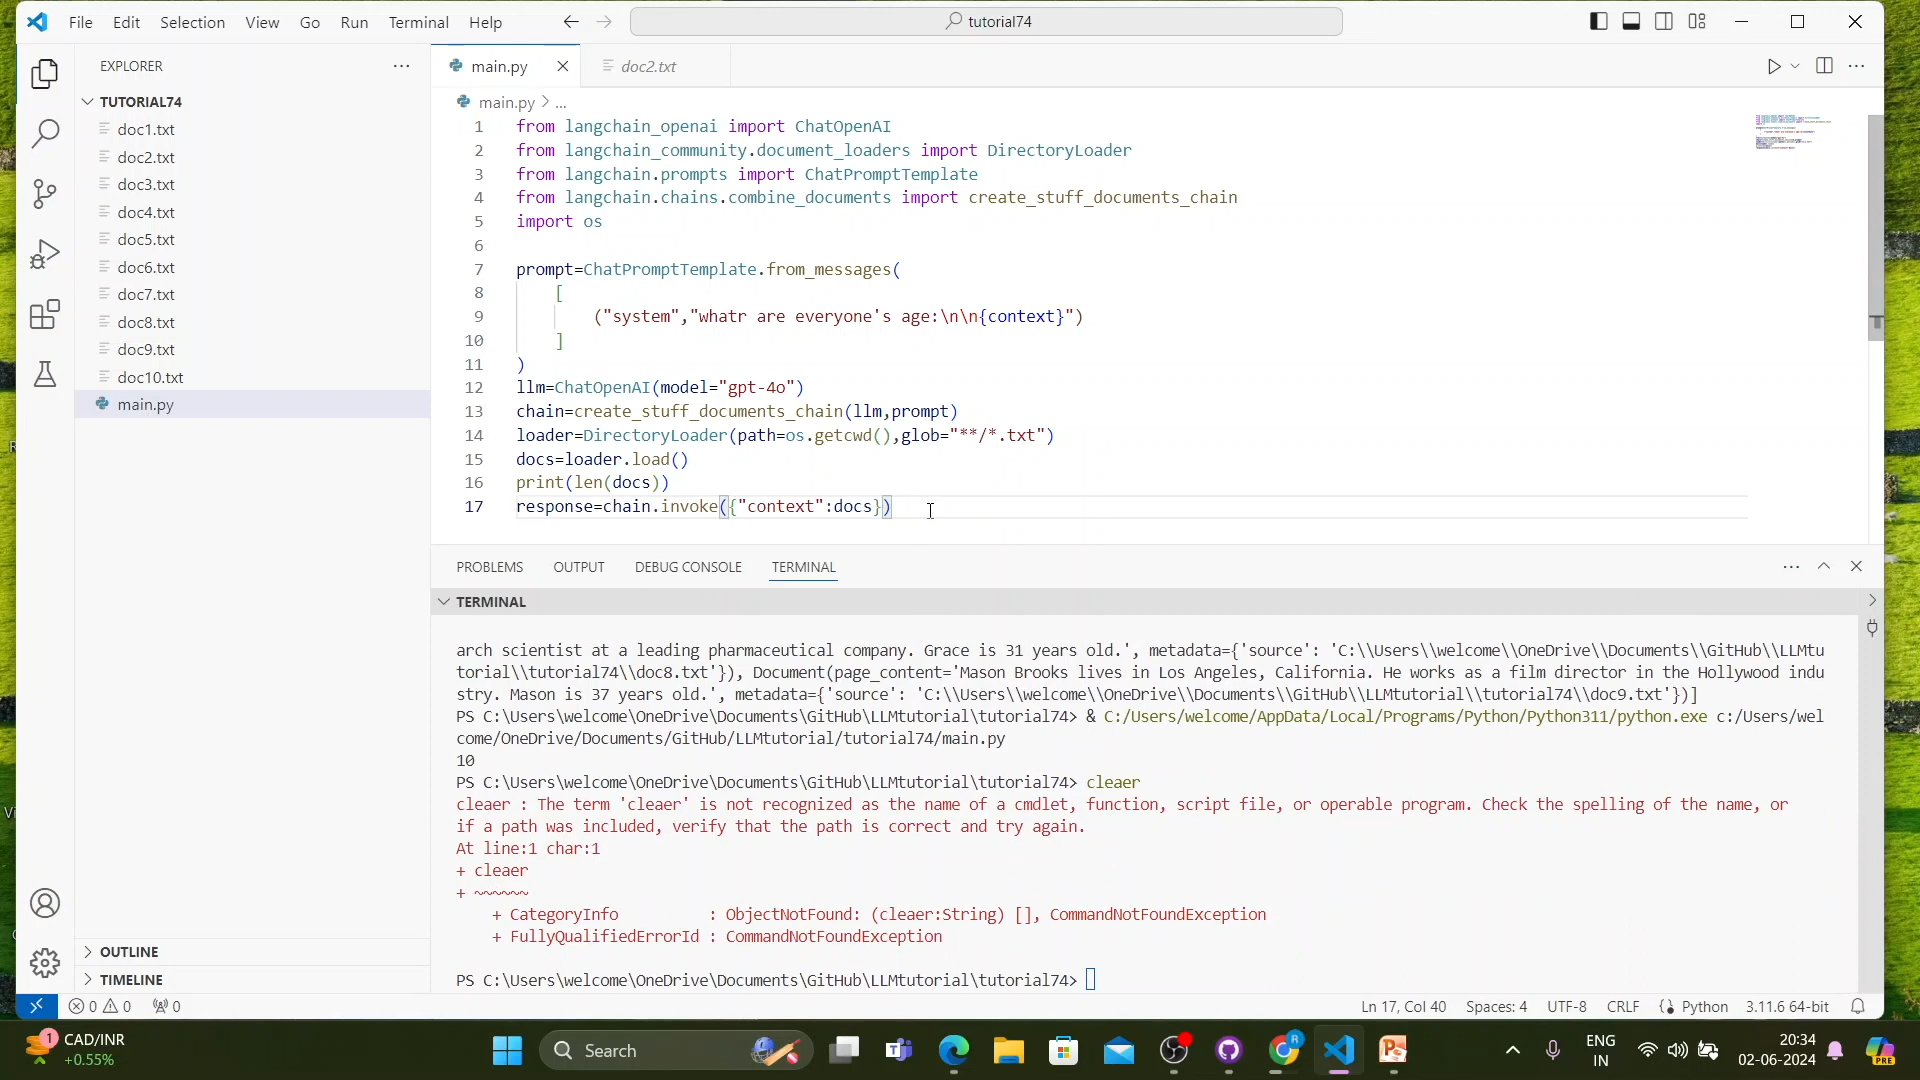 File Edit Selection View Go Run Terminal Help
tutorial74
EXPLORER
TUTORIAL74
doc1.txt
doc2.txt
doc3.txt
doc4.txt
doc5.txt
doc6.txt
doc7.txt
doc8.txt
doc9.txt
doc10.txt
main.py
OUTLINE
TIMELINE
main.py
doc2.txt
main.py > ...
1 from langchain_openai import ChatOpenAI
2 from langchain_community.document_loaders import DirectoryLoader
3 from langchain.prompts import ChatPromptTemplate
4 from langchain.chains.combine_documents import create_stuff_documents_chain
5 import os
6
7 prompt=ChatPromptTemplate.from_messages(
8 [
9 ("system","whatr are everyone's age:\n\n{context}")
10 ]
11 )
12 llm=ChatOpenAI(model="gpt-4o")
13 chain=create_stuff_documents_chain(llm,prompt)
14 loader=DirectoryLoader(path=os.getcwd(),glob="**/*.txt")
15 docs=loader.load()
16 print(len(docs))
17 response=chain.invoke({"context":docs})
PROBLEMS OUTPUT DEBUG CONSOLE TERMINAL
TERMINAL
arch scientist at a leading pharmaceutical company. Grace is 31 years old.', metadata={'source': 'C:\\Users\\welcome\\OneDrive\\Documents\\GitHub\\LLMtu
torial\\tutorial74\\doc8.txt'}), Document(page_content='Mason Brooks lives in Los Angeles, California. He works as a film director in the Hollywood indu
stry. Mason is 37 years old.', metadata={'source': 'C:\\Users\\welcome\\OneDrive\\Documents\\GitHub\\LLMtutorial\\tutorial74\\doc9.txt'})]
PS C:\Users\welcome\OneDrive\Documents\GitHub\LLMtutorial\tutorial74> & C:/Users/welcome/AppData/Local/Programs/Python/Python311/python.exe c:/Users/wel
come/OneDrive/Documents/GitHub/LLMtutorial/tutorial74/main.py
10
PS C:\Users\welcome\OneDrive\Documents\GitHub\LLMtutorial\tutorial74> cleaer
cleaer : The term 'cleaer' is not recognized as the name of a cmdlet, function, script file, or operable program. Check the spelling of the name, or
if a path was included, verify that the path is correct and try again.
At line:1 char:1
+ cleaer
+ ~~~~~~
+ CategoryInfo : ObjectNotFound: (cleaer:String) [], CommandNotFoundException
+ FullyQualifiedErrorId : CommandNotFoundException
PS C:\Users\welcome\OneDrive\Documents\GitHub\LLMtutorial\tutorial74>
0 0 0
Ln 17, Col 40 Spaces: 4 UTF-8 CRLF Python 3.11.6 64-bit
1
CAD/INR
+0.55%
Search
ENG
IN
20:34
02-06-2024
PRE